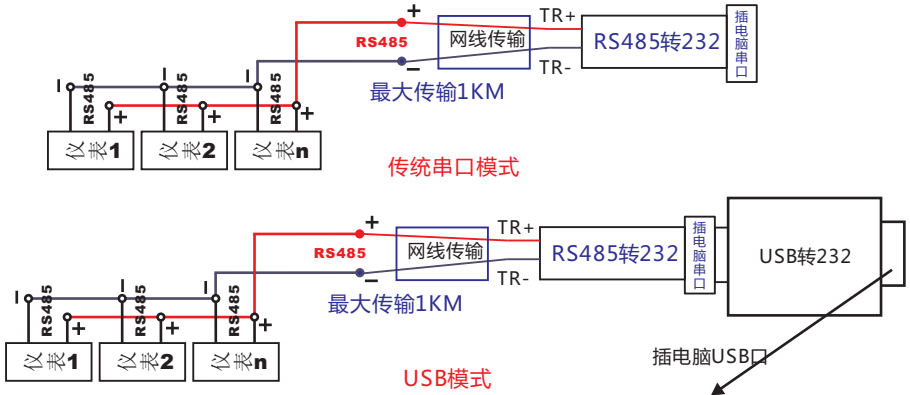 +
TR+
RS485
网线传输
RS485转232
插电脑串口
−
TR-
最大传输1KM
− RS485 − RS485 − RS485
+ + +
仪表1 仪表2 仪表n
传统串口模式
+
TR+
RS485
网线传输
RS485转232
插电脑串口
USB转232
−
TR-
最大传输1KM
− RS485 − RS485 − RS485
+ + +
仪表1 仪表2 仪表n
插电脑USB口
USB模式